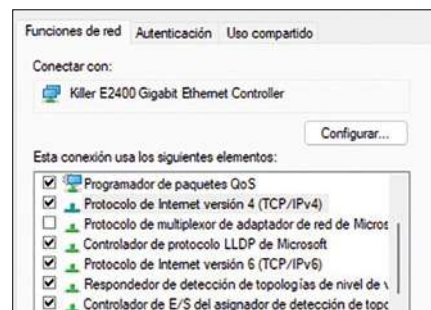 Funciones de red Autenticación Uso compartido
Conectar con:
Killer E2400 Gigabit Ethernet Controller
Configurar...
Esta conexión usa los siguientes elementos:
Programador de paquetes QoS
Protocolo de Internet versión 4 (TCP/IPv4)
Protocolo de multiplexor de adaptador de red de Micros
Controlador de protocolo LLDP de Microsoft
Protocolo de Internet versión 6 (TCP/IPv6)
Respondedor de detección de topologías de nivel de v
Controlador de E/S del asignador de detección de topc